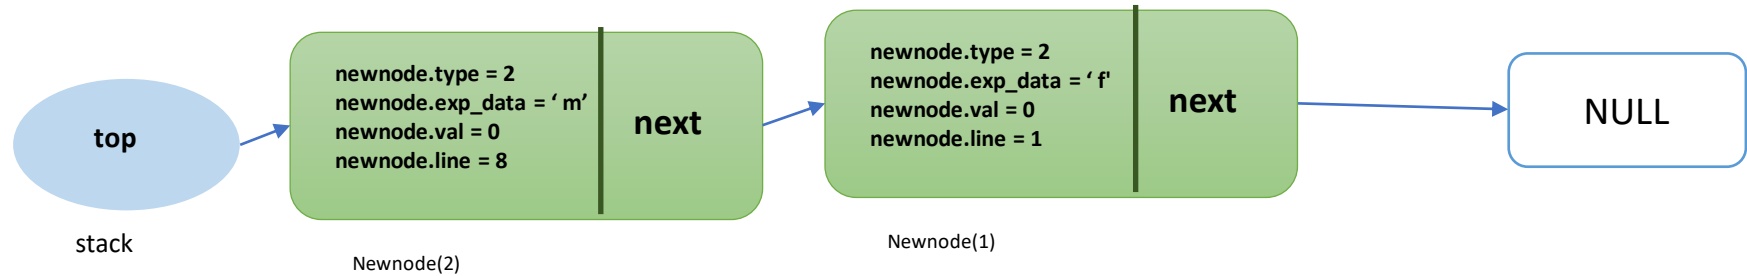 top
stack
newnode.type = 2
newnode.exp_data = ‘ m’
newnode.val = 0
newnode.line = 8
next
Newnode(2)
newnode.type = 2
newnode.exp_data = ‘ f'
newnode.val = 0
newnode.line = 1
next
Newnode(1)
NULL